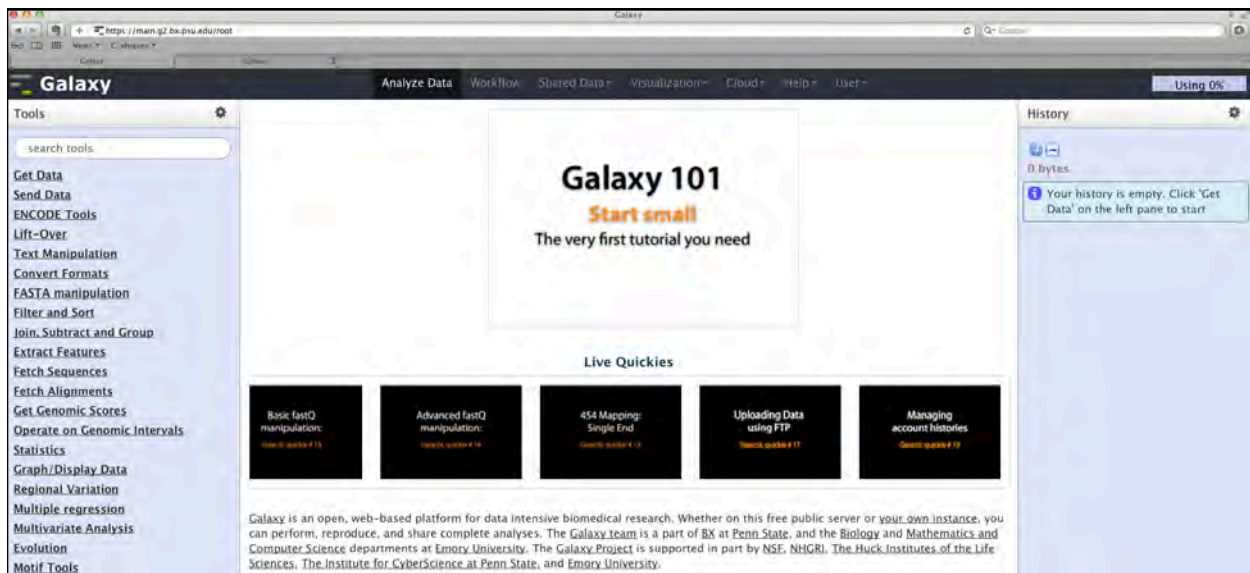 Galaxy
https://main.g2.bx.psu.edu/root
Galaxy
Analyze Data Workflow Shared Data Visualization Cloud Help User
Using 0%
Tools
search tools
Get Data
Send Data
ENCODE Tools
Lift-Over
Text Manipulation
Convert Formats
FASTA manipulation
Filter and Sort
Join, Subtract and Group
Extract Features
Fetch Sequences
Fetch Alignments
Get Genomic Scores
Operate on Genomic Intervals
Statistics
Graph/Display Data
Regional Variation
Multiple regression
Multivariate Analysis
Evolution
Motif Tools
Galaxy 101
Start small
The very first tutorial you need
Live Quickies
Basic fastQ
manipulation:
Advanced fastQ
manipulation:
454 Mapping:
Single End
Uploading Data
using FTP
Managing
account histories
Galaxy is an open, web-based platform for data intensive biomedical research. Whether on this free public server or your own instance, you
can perform, reproduce, and share complete analyses. The Galaxy team is a part of BX at Penn State, and the Biology and Mathematics and
Computer Science departments at Emory University. The Galaxy Project is supported in part by NSF, NHGRI, The Huck Institutes of the Life
Sciences, The Institute for CyberScience at Penn State, and Emory University.
History
0 bytes
Your history is empty. Click 'Get
Data' on the left pane to start